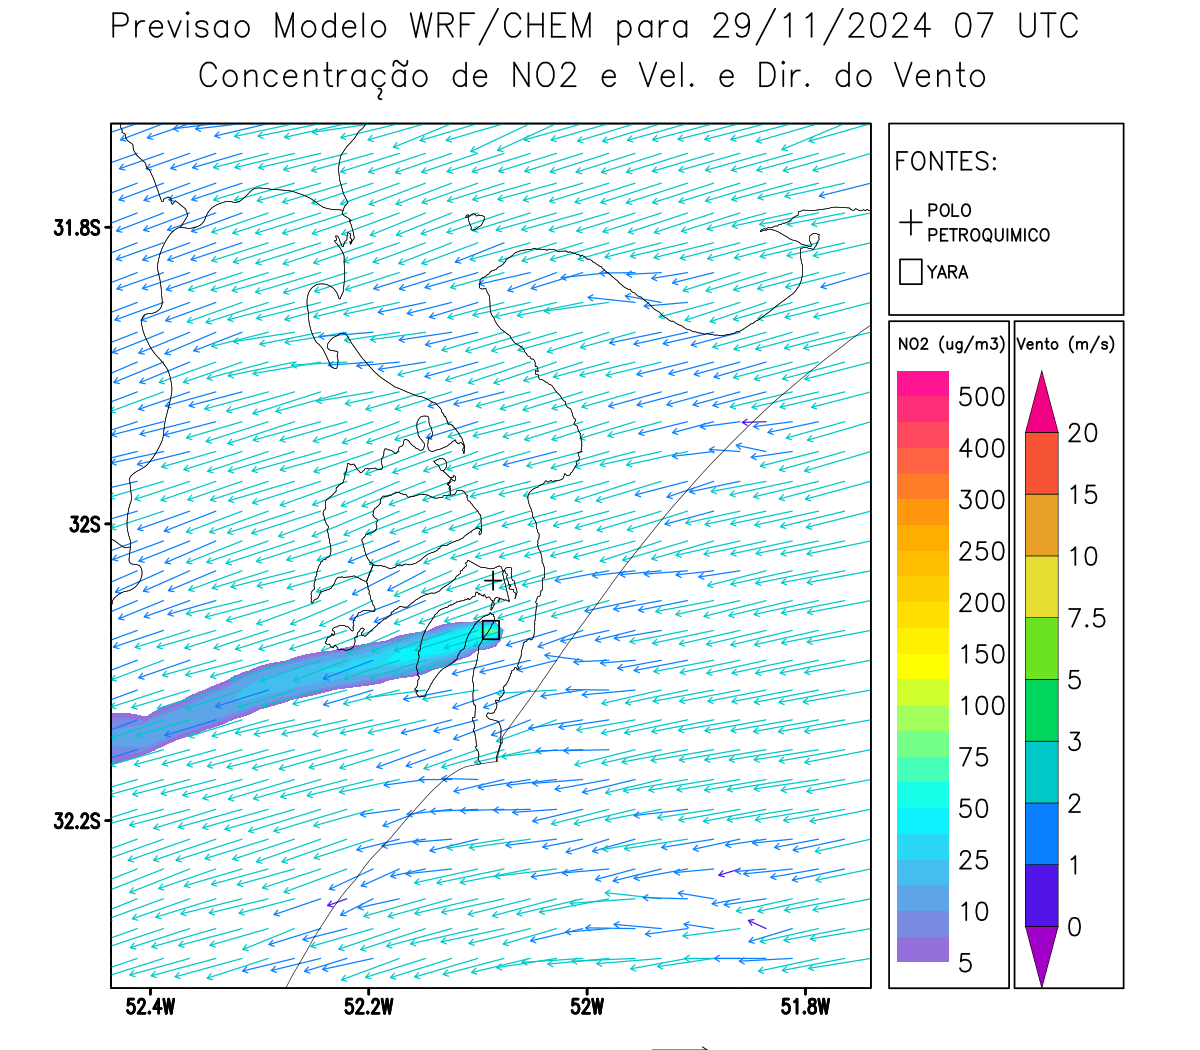 Previsao Modelo WRF/CHEM para 29/11/2024 07 UTC
Concentração de NO2 e Vel. e Dir. do Vento
FONTES:
POLO
PETROQUIMICO
YARA
NO2 (ug/m3)
500
400
300
250
200
150
100
75
50
25
10
5
Vento (m/s)
20
15
10
7.5
5
3
2
1
0
31.8S
32S
32.2S
52.4W 52.2W 52W 51.8W